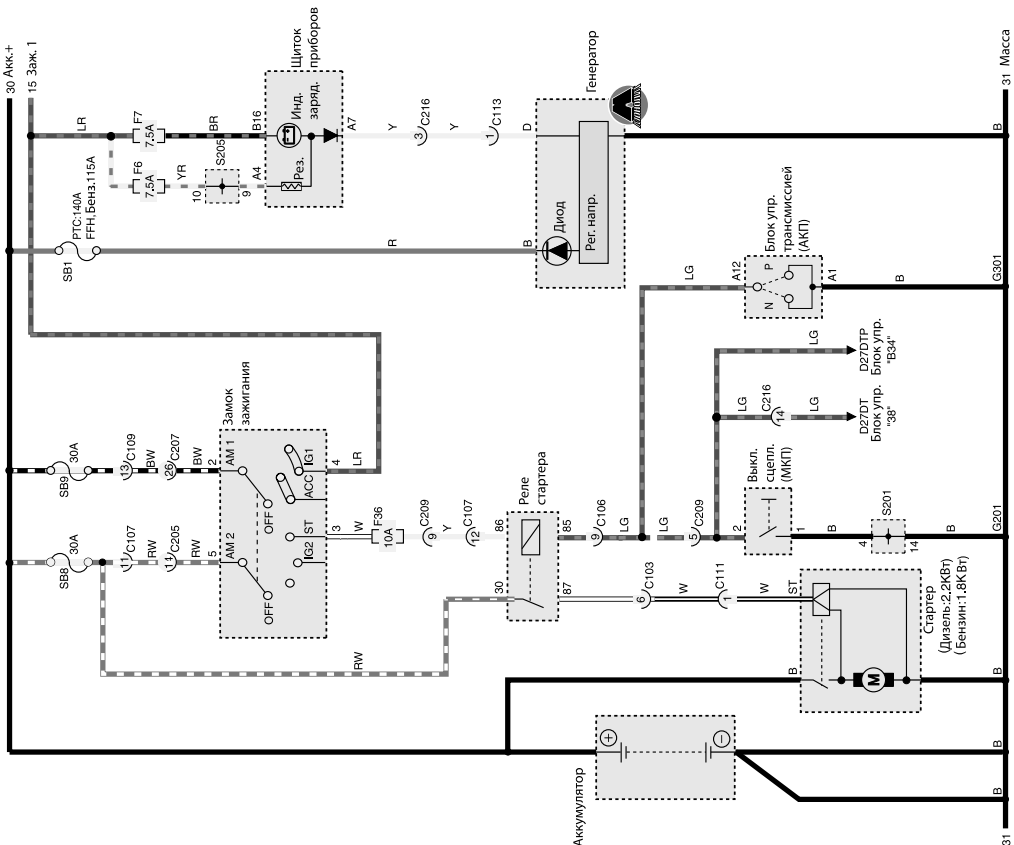 30 Акк.+
15 Заж. 1
31 Масса
LR
F7
7.5A
BR
B16
Щиток
приборов
Инд.
заряд.
A7
Y
3
C216
Y
1
C113
D
Генератор
B
F6
7.5A
YR
10
S205
9
A4
Рез.
SB1
PTC:140A
FFH,Бенз.115A
R
B
Диод
Рег. напр.
LG
A12
Блок упр.
трансмиссией
(АКП)
P
N
A1
B
G301
LG
D27DTP
Блок упр.
"B34"
LG
C216
14
LG
D27DT
Блок упр.
"38"
SB9
30A
13
C109
BW
26
C207
BW
2
Замок
зажигания
AM 1
OFF
ACC
IG1
4
LR
SB8
30A
11
C107
RW
14
C205
RW
5
AM 2
OFF
ST
IG2
3
W
F36
10A
C209
9
Y
C107
12
86
Реле
стартера
85
9
C106
LG
LG
5
C209
2
Выкл.
сцепл.
(МКП)
1
B
4
S201
14
B
G201
30
87
6
C103
W
1
C111
W
ST
Стартер
(Дизель:2.2КВт)
( Бензин:1.8КВт)
RW
B
M
B
Аккумулятор
+
−
B
B
31